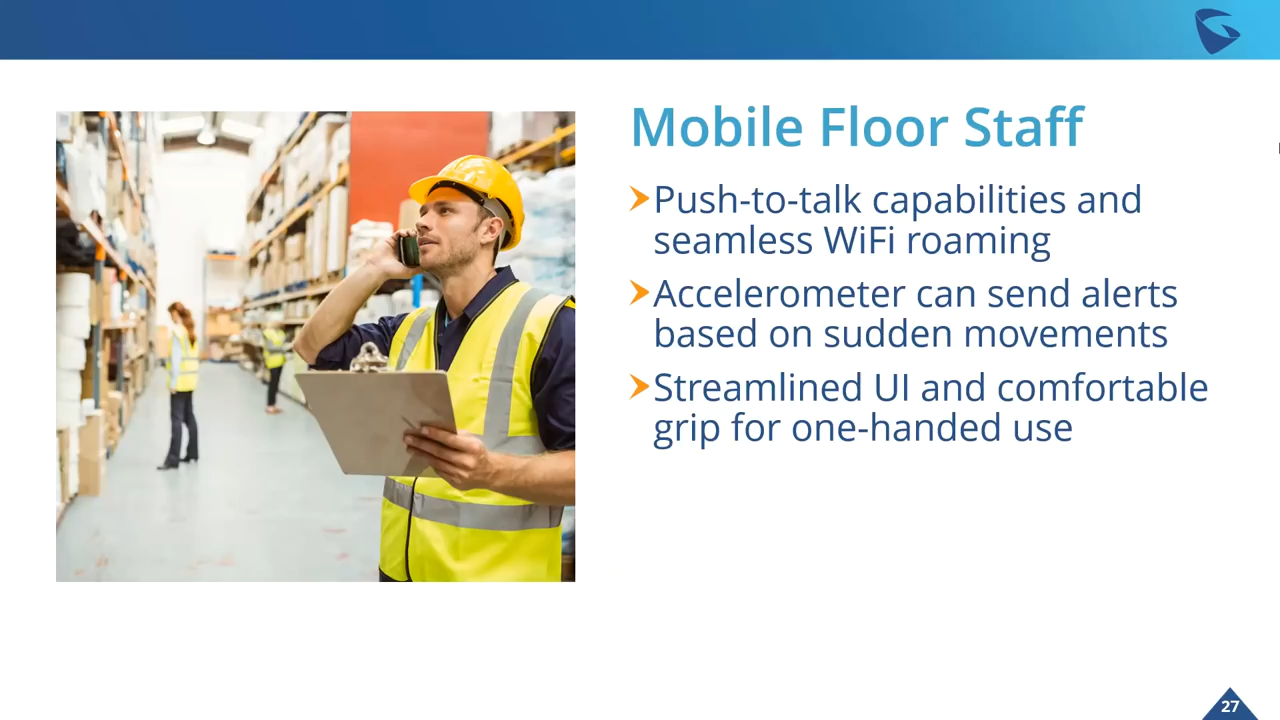 Mobile Floor Staff
Push-to-talk capabilities and
seamless WiFi roaming
Accelerometer can send alerts
based on sudden movements
Streamlined UI and comfortable
grip for one-handed use
27